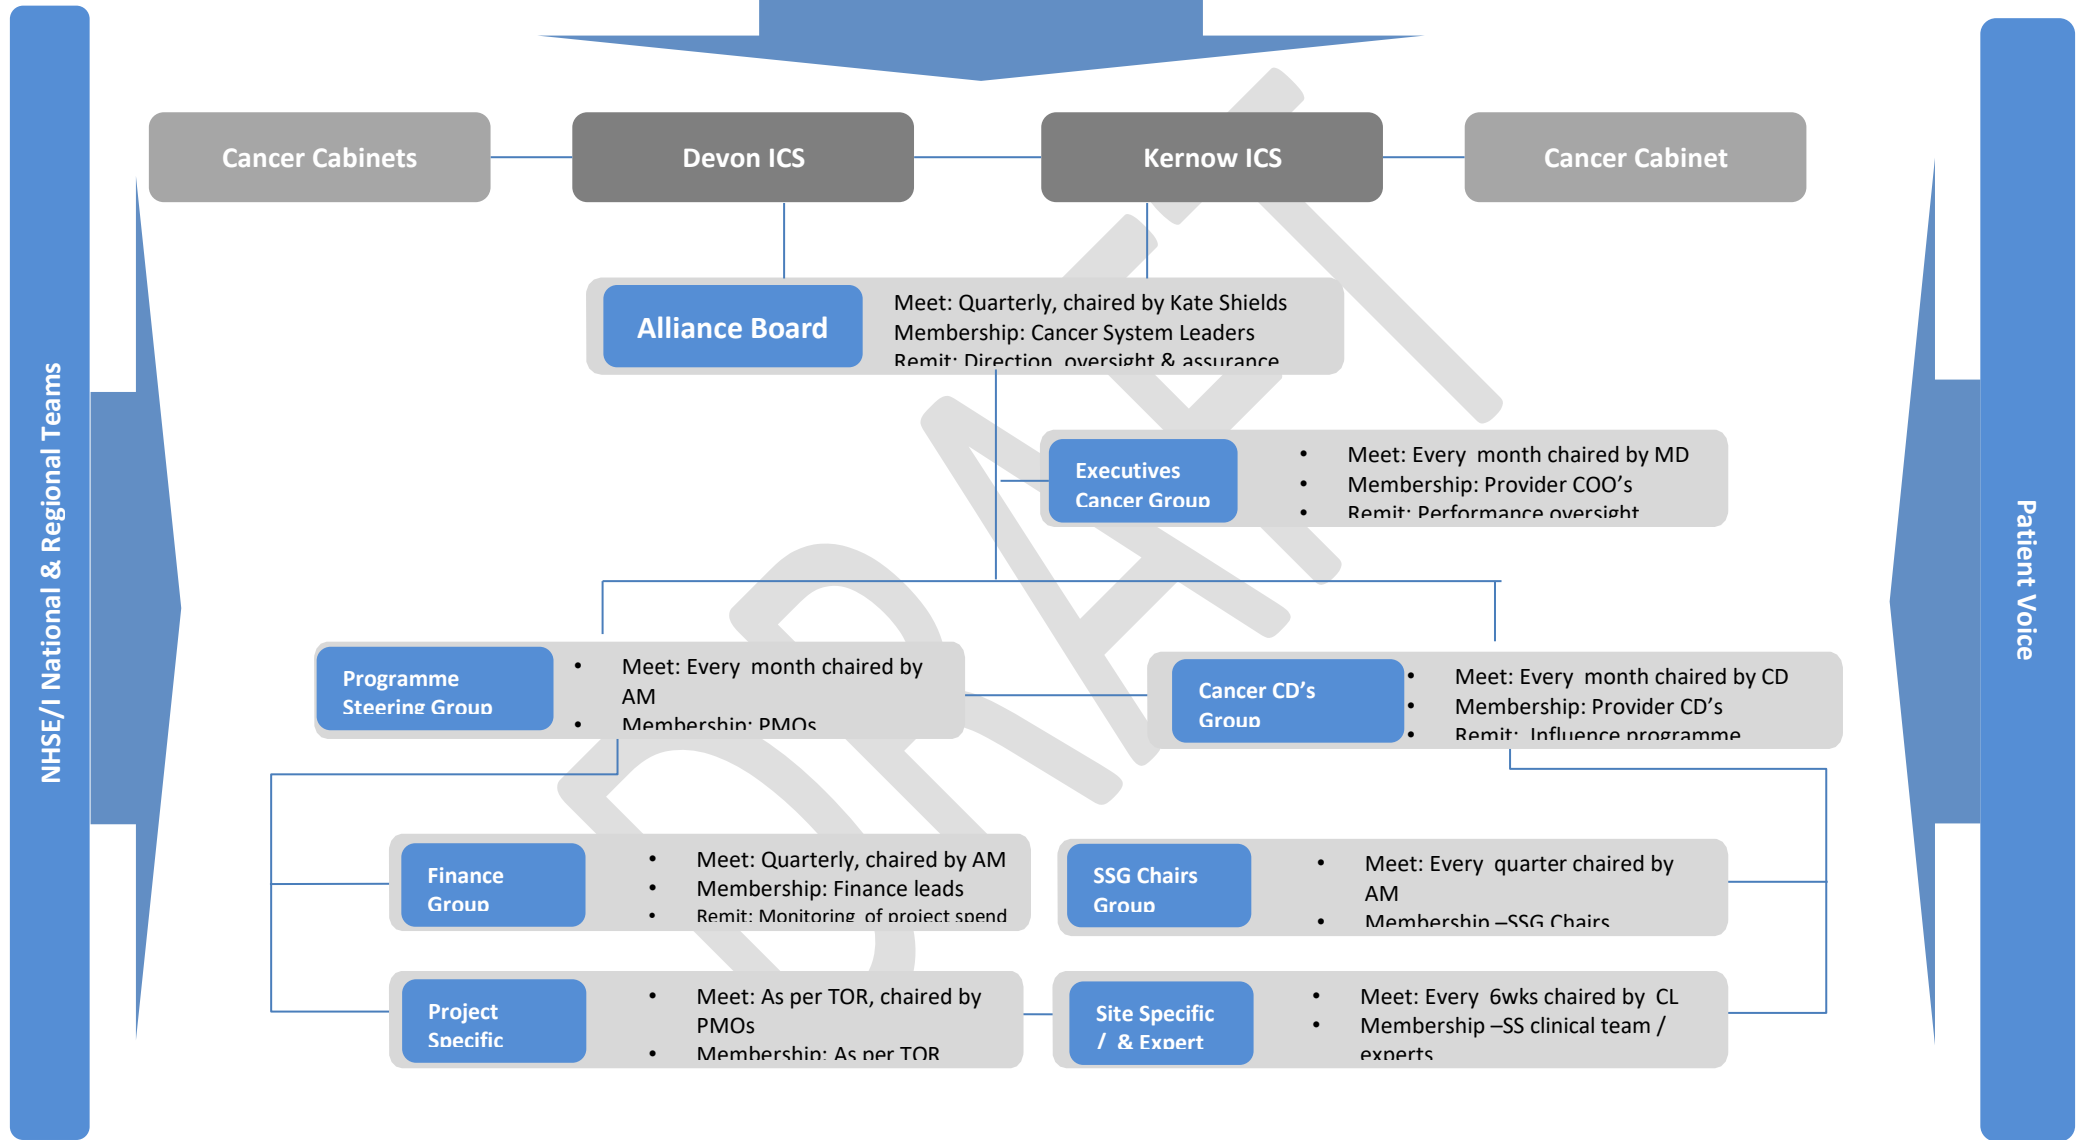 NHSE/I National & Regional Teams
Cancer Cabinets
Devon ICS
Kernow ICS
Cancer Cabinet
Alliance Board
Meet: Quarterly, chaired by Kate Shields
Membership: Cancer System Leaders
Remit: Direction, oversight & assurance
Executives
Cancer Group
• Meet: Every month chaired by MD
• Membership: Provider COO's
• Remit: Performance oversight
Programme
Steering Group
• Meet: Every month chaired by
AM
• Membership: PMOs
Cancer CD's
Group
• Meet: Every month chaired by CD
• Membership: Provider CD's
• Remit: Influence programme
Finance
Group
• Meet: Quarterly, chaired by AM
• Membership: Finance leads
• Remit: Monitoring of project spend
SSG Chairs
Group
• Meet: Every quarter chaired by
AM
• Membership –SSG Chairs
Project
Specific
• Meet: As per TOR, chaired by
PMOs
• Membership: As per TOR
Site Specific
/ & Expert
• Meet: Every 6wks chaired by CL
• Membership –SS clinical team /
experts
Patient Voice
DRAFT